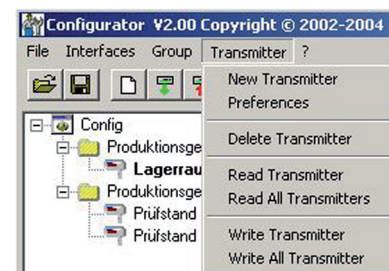 Configurator V2.00 Copyright © 2002-2004
File Interfaces Group Transmitter ?
New Transmitter
Preferences
Delete Transmitter
Read Transmitter
Read All Transmitters
Write Transmitter
Write All Transmitter
Config
Produktionsge
Lagerrau
Produktionsge
Prüfstand
Prüfstand